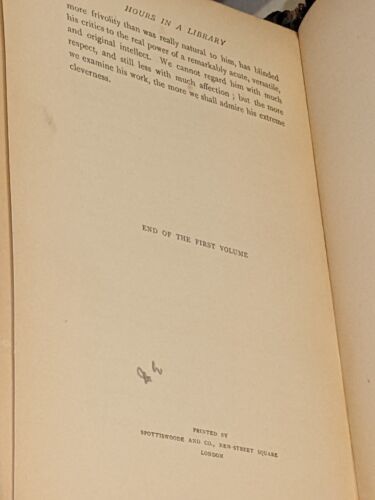 HOURS IN A LIBRARY
more frivolity than was really natural to him, has blinded
his critics to the real power of a remarkably acute, versatile,
and original intellect. We cannot regard him with much
respect, and still less with much affection; but the more
we examine his work, the more we shall admire his extreme
cleverness.
END OF THE FIRST VOLUME
PRINTED BY
SPOTTISWOODE AND CO., NEW-STREET SQUARE
LONDON